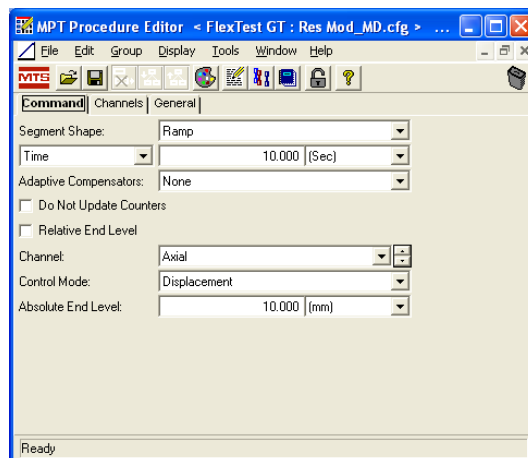 MPT Procedure Editor < FlexTest GT : Res Mod_MD.cfg > ...
File Edit Group Display Tools Window Help
MTS
Command Channels General
Segment Shape: Ramp
Time 10.000 (Sec)
Adaptive Compensators: None
Do Not Update Counters
Relative End Level
Channel: Axial
Control Mode: Displacement
Absolute End Level: 10.000 (mm)
Ready